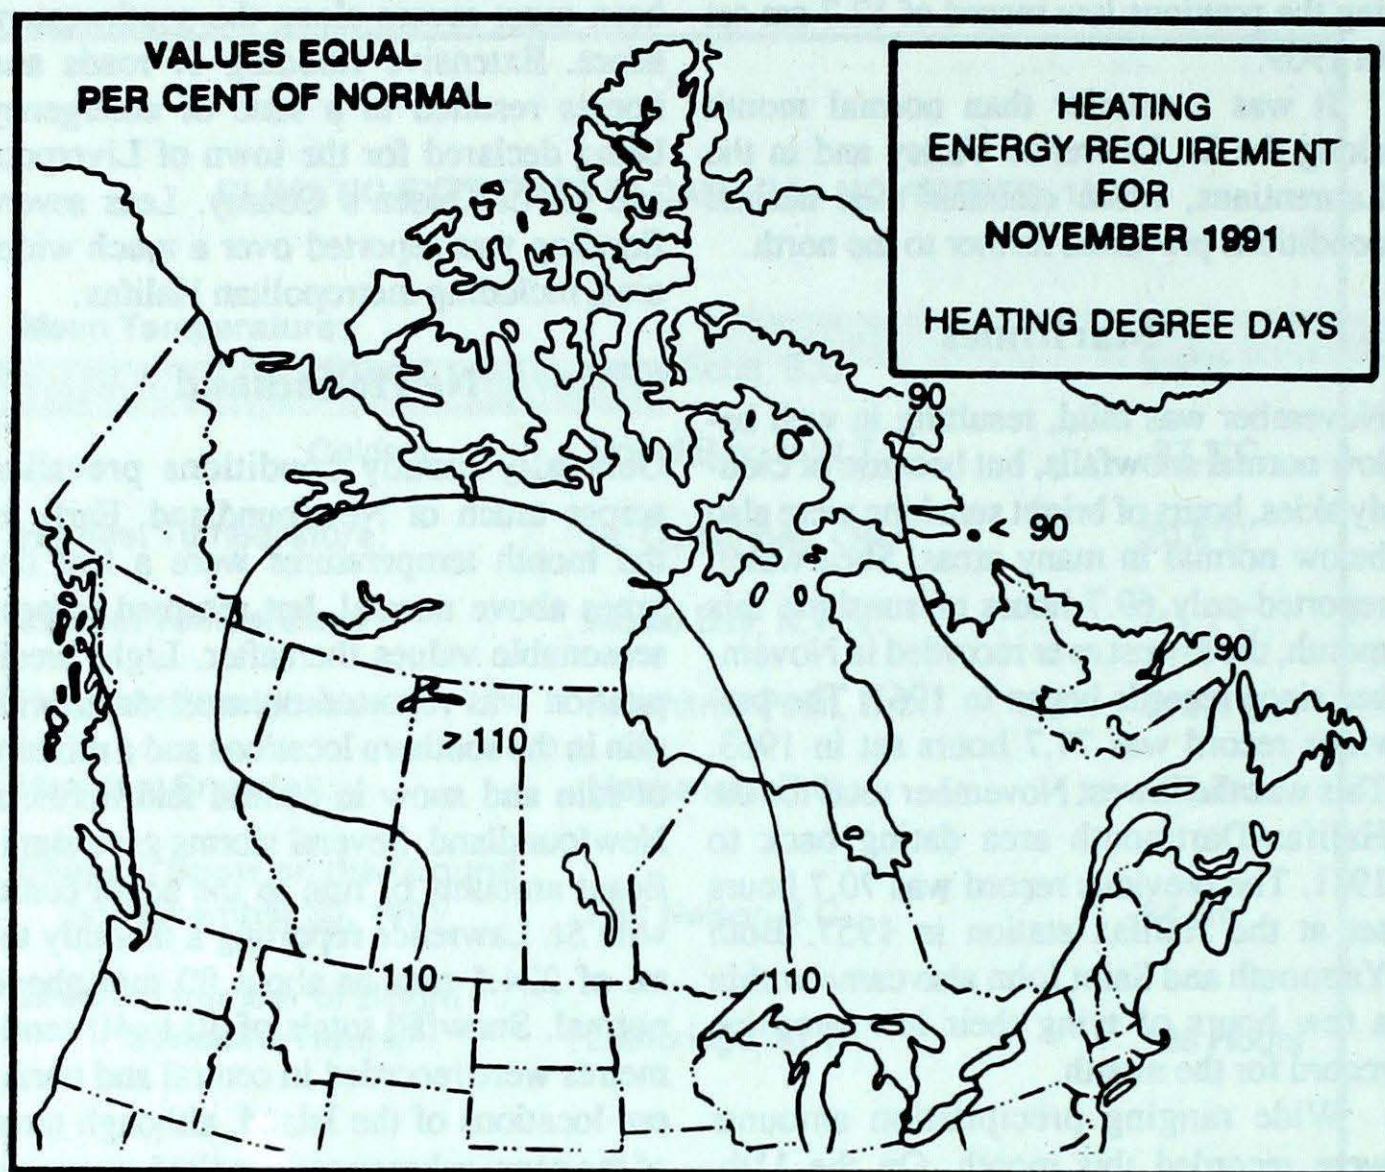 VALUES EQUAL
PER CENT OF NORMAL
HEATING
ENERGY REQUIREMENT
FOR
NOVEMBER 1991
HEATING DEGREE DAYS
90
< 90
90
>110
110
110